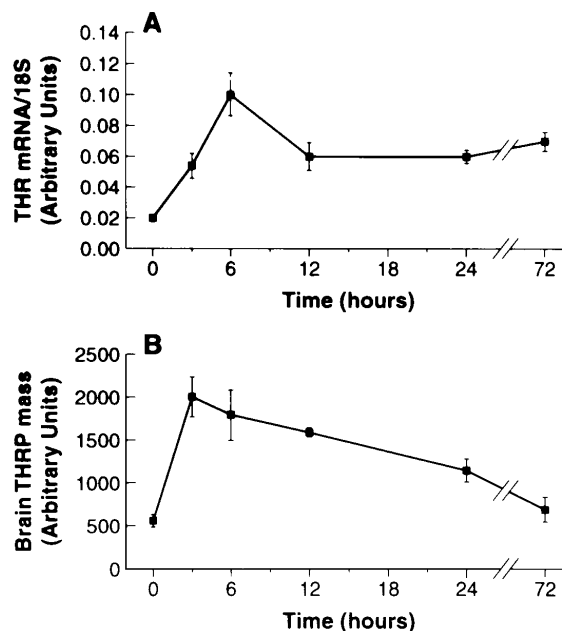 A
THR mRNA/18S
(Arbitrary Units)
0.14
0.12
0.10
0.08
0.06
0.04
0.02
0.00
0 6 12 18 24 72
Time (hours)
B
Brain THRP mass
(Arbitrary Units)
2500
2000
1500
1000
500
0
0 6 12 18 24 72
Time (hours)